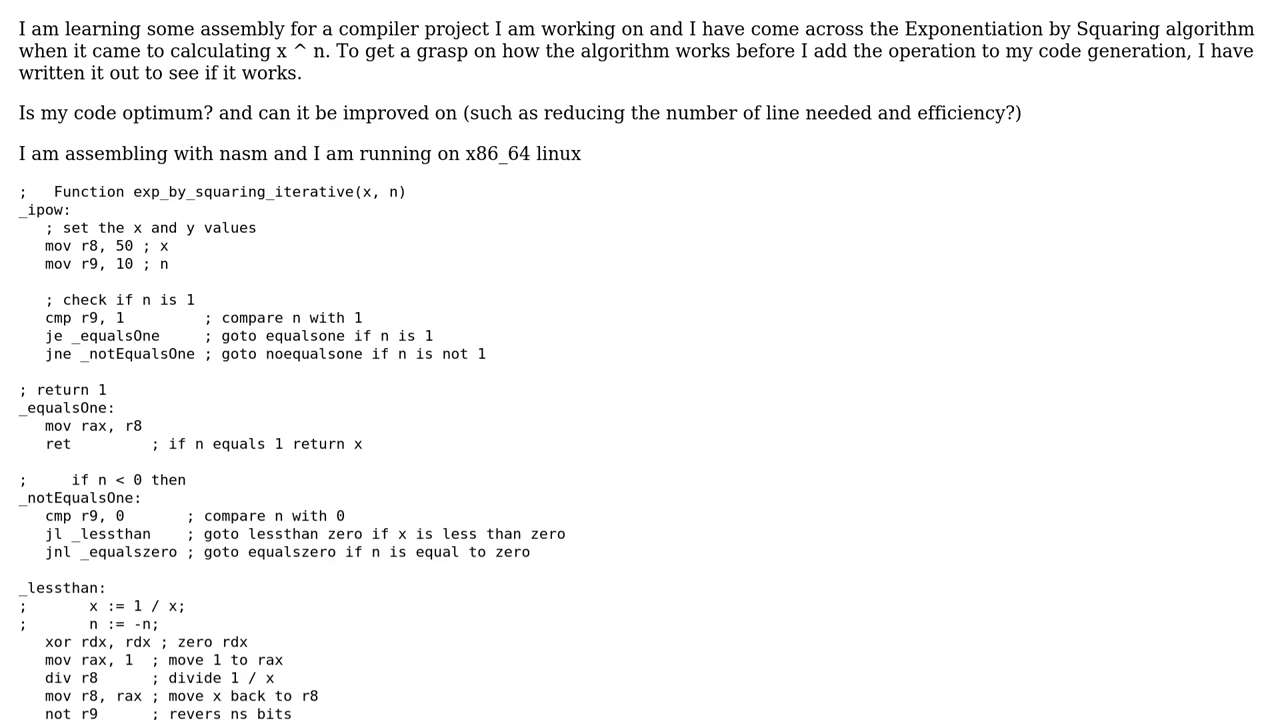 I am learning some assembly for a compiler project I am working on and I have come across the Exponentiation by Squaring algorithm
when it came to calculating x ^ n. To get a grasp on how the algorithm works before I add the operation to my code generation, I have
written it out to see if it works.
Is my code optimum? and can it be improved on (such as reducing the number of line needed and efficiency?)
I am assembling with nasm and I am running on x86_64 linux
;   Function exp_by_squaring_iterative(x, n)
_ipow:
   ; set the x and y values
   mov r8, 50 ; x
   mov r9, 10 ; n
   ; check if n is 1
   cmp r9, 1         ; compare n with 1
   je _equalsOne     ; goto equalsone if n is 1
   jne _notEqualsOne ; goto noequalsone if n is not 1
; return 1
_equalsOne:
   mov rax, r8
   ret         ; if n equals 1 return x
;     if n < 0 then
_notEqualsOne:
   cmp r9, 0       ; compare n with 0
   jl _lessthan    ; goto lessthan zero if x is less than zero
   jnl _equalszero ; goto equalszero if n is equal to zero
_lessthan:
;       x := 1 / x;
;       n := -n;
   xor rdx, rdx ; zero rdx
   mov rax, 1  ; move 1 to rax
   div r8      ; divide 1 / x
   mov r8, rax ; move x back to r8
   not r9      ; revers ns bits